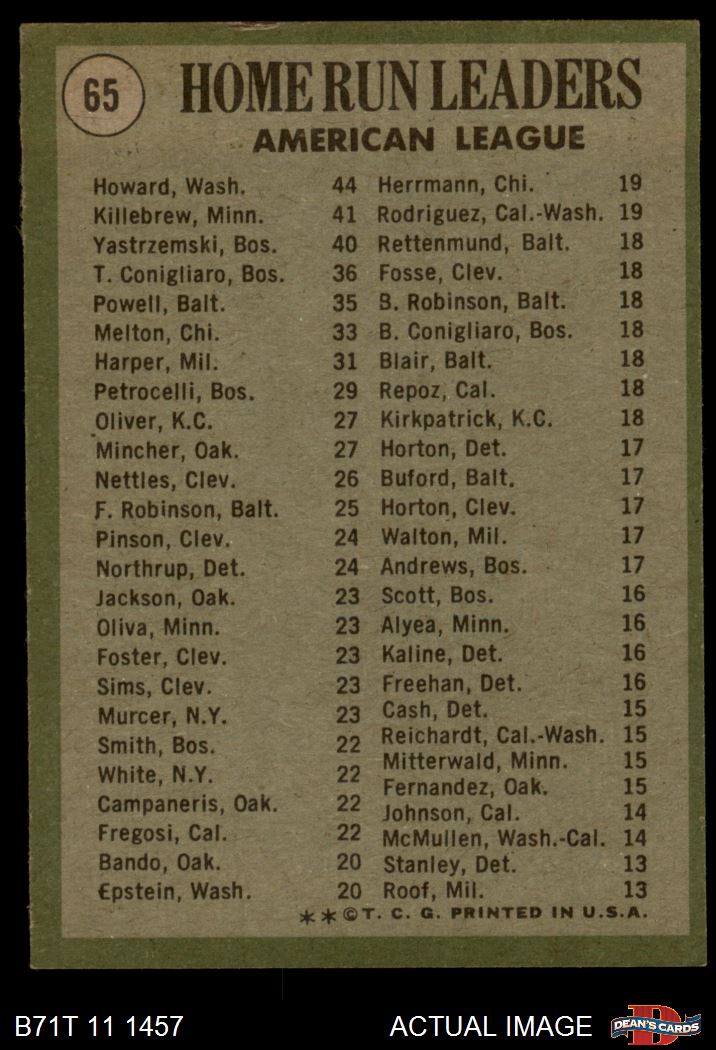 65
HOME RUN LEADERS
AMERICAN LEAGUE
Howard, Wash. 44
Killebrew, Minn. 41
Yastrzemski, Bos. 40
T. Conigliaro, Bos. 36
Powell, Balt. 35
Melton, Chi. 33
Harper, Mil. 31
Petrocelli, Bos. 29
Oliver, K.C. 27
Mincher, Oak. 27
Nettles, Clev. 26
F. Robinson, Balt. 25
Pinson, Clev. 24
Northrup, Det. 24
Jackson, Oak. 23
Oliva, Minn. 23
Foster, Clev. 23
Sims, Clev. 23
Murcer, N.Y. 23
Smith, Bos. 22
White, N.Y. 22
Campaneris, Oak. 22
Fregosi, Cal. 22
Bando, Oak. 20
Epstein, Wash. 20
Herrmann, Chi. 19
Rodriguez, Cal.-Wash. 19
Rettenmund, Balt. 18
Fosse, Clev. 18
B. Robinson, Balt. 18
B. Conigliaro, Bos. 18
Blair, Balt. 18
Repoz, Cal. 18
Kirkpatrick, K.C. 18
Horton, Det. 17
Buford, Balt. 17
Horton, Clev. 17
Walton, Mil. 17
Andrews, Bos. 17
Scott, Bos. 16
Alyea, Minn. 16
Kaline, Det. 16
Freehan, Det. 16
Cash, Det. 15
Reichardt, Cal.-Wash. 15
Mitterwald, Minn. 15
Fernandez, Oak. 15
Johnson, Cal. 14
McMullen, Wash.-Cal. 14
Stanley, Det. 13
Roof, Mil. 13
**©T. C. G. PRINTED IN U.S.A.
B71T 11 1457
ACTUAL IMAGE
D
DEAN'S CARDS